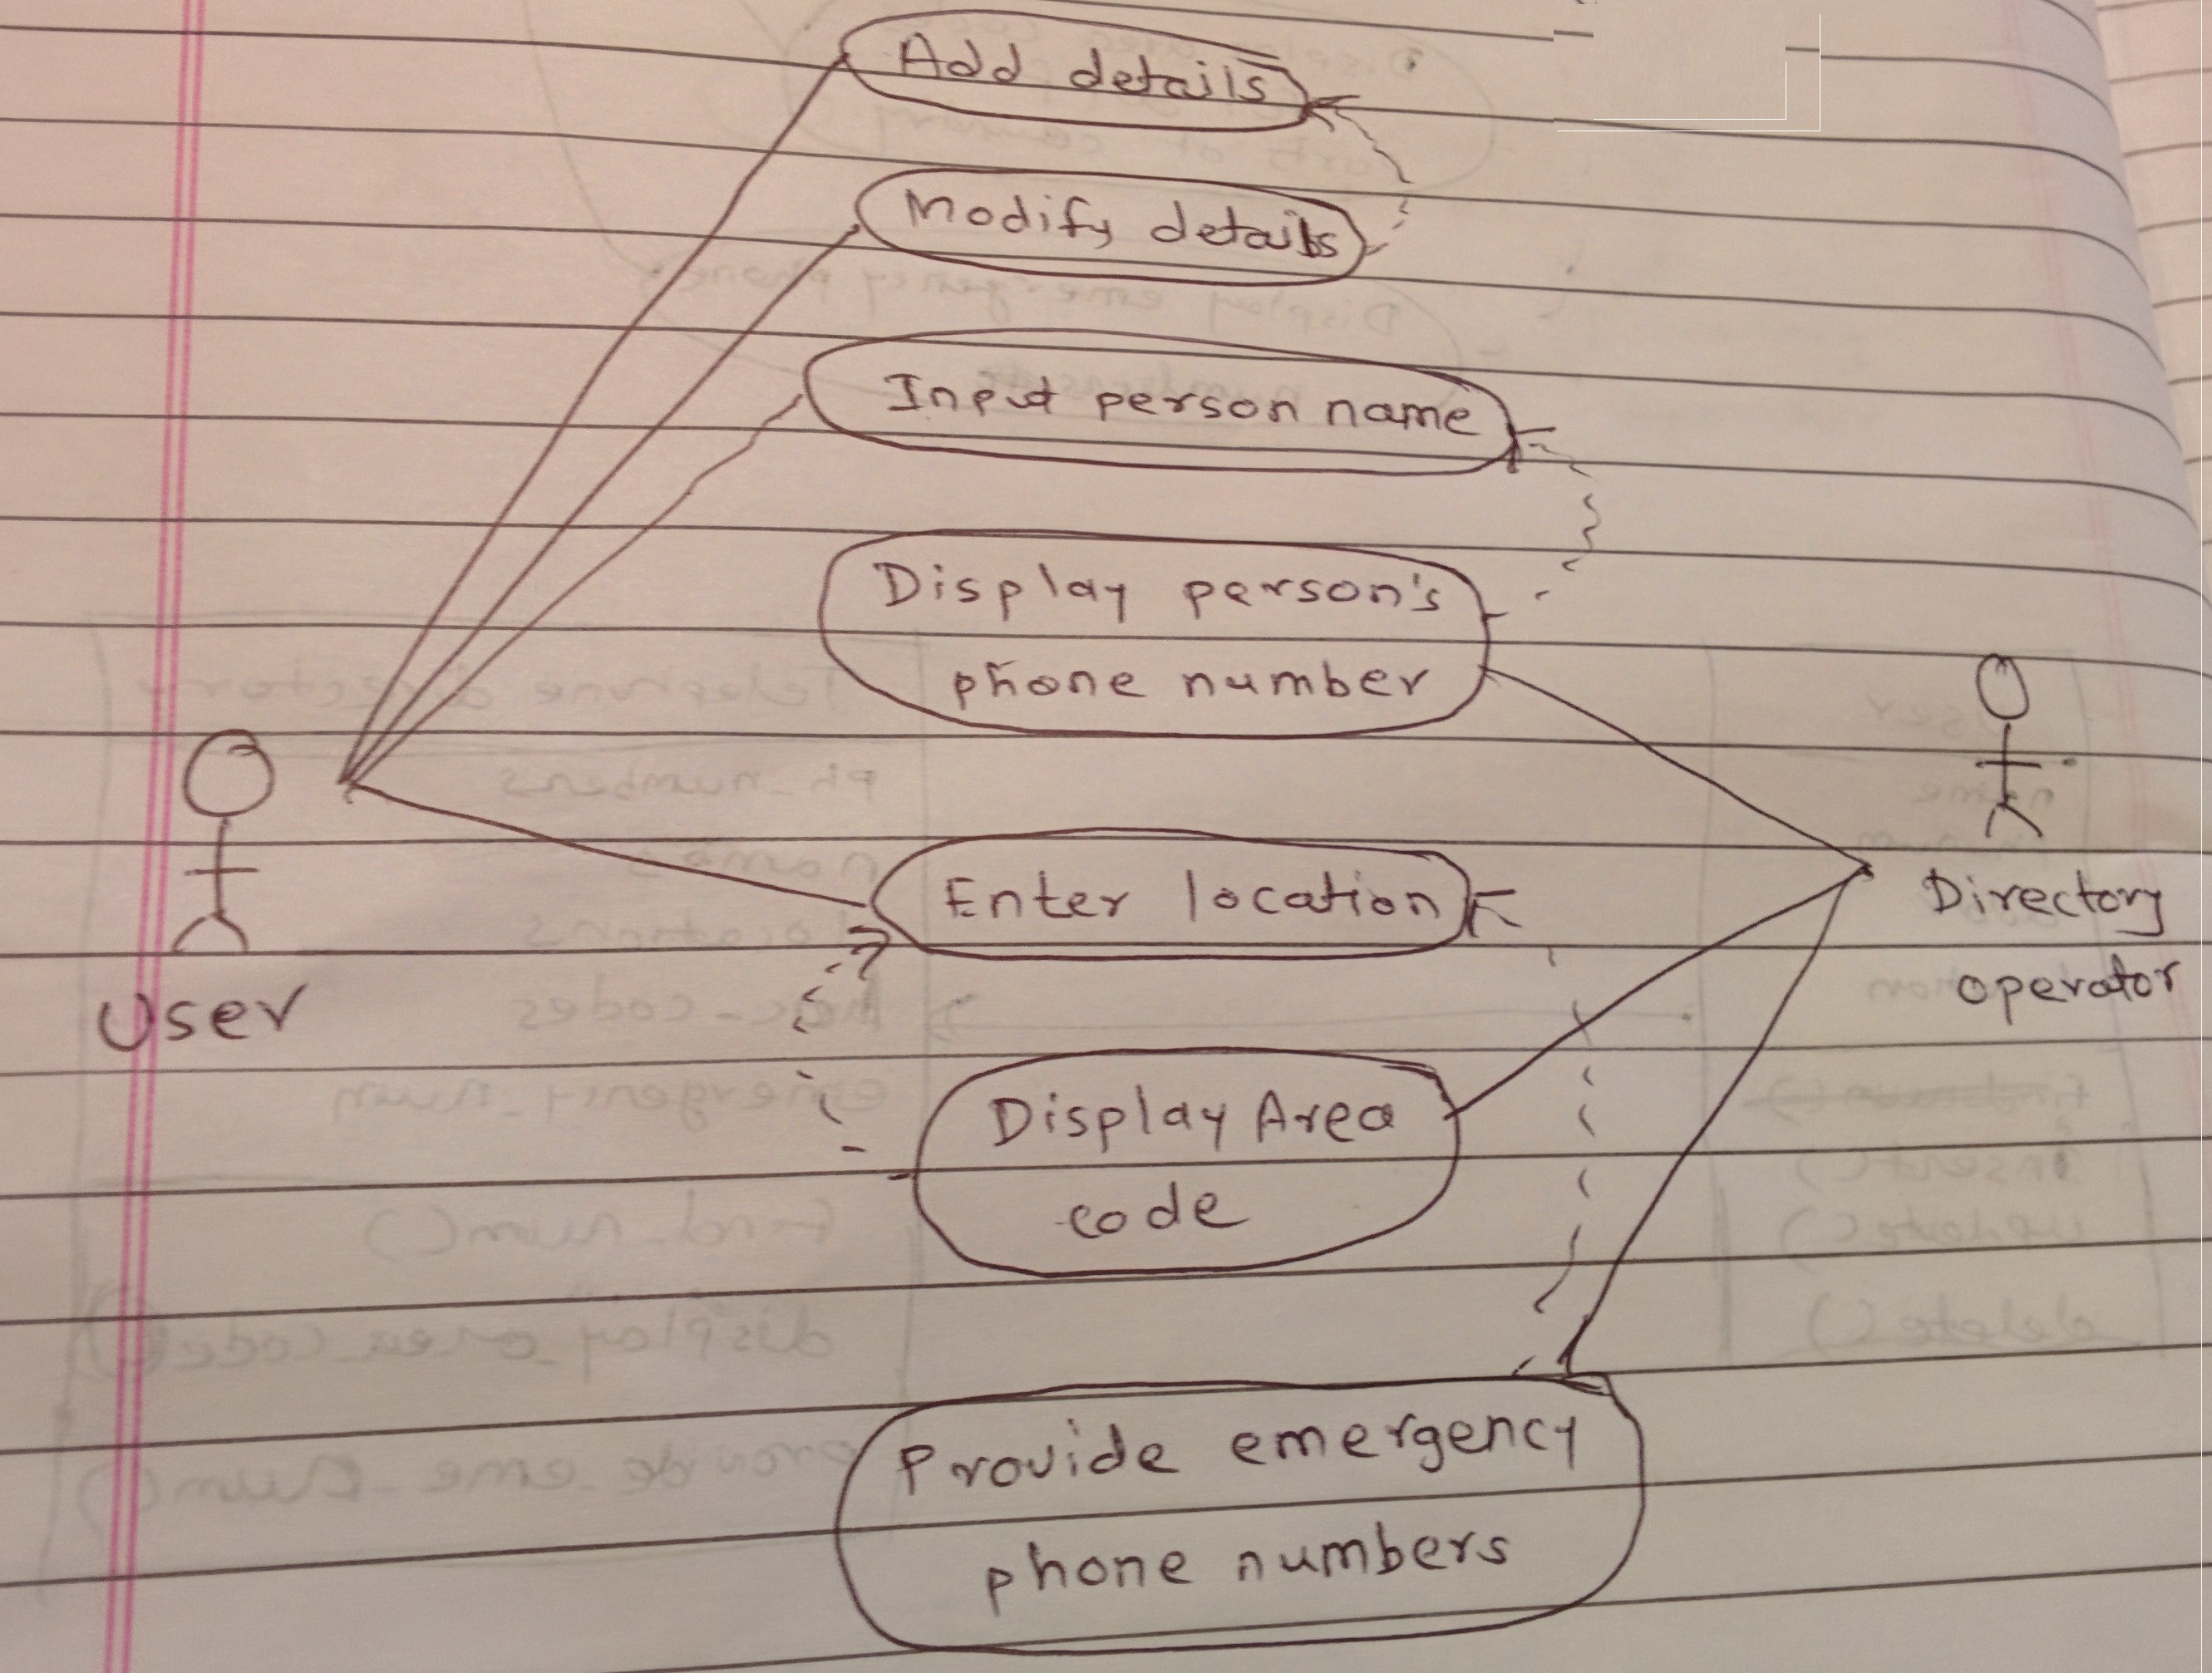 Add details
Modify details
Input person name
Display person's
phone number
User
Enter location
Directory
operator
Display Area
code
Provide emergency
phone numbers